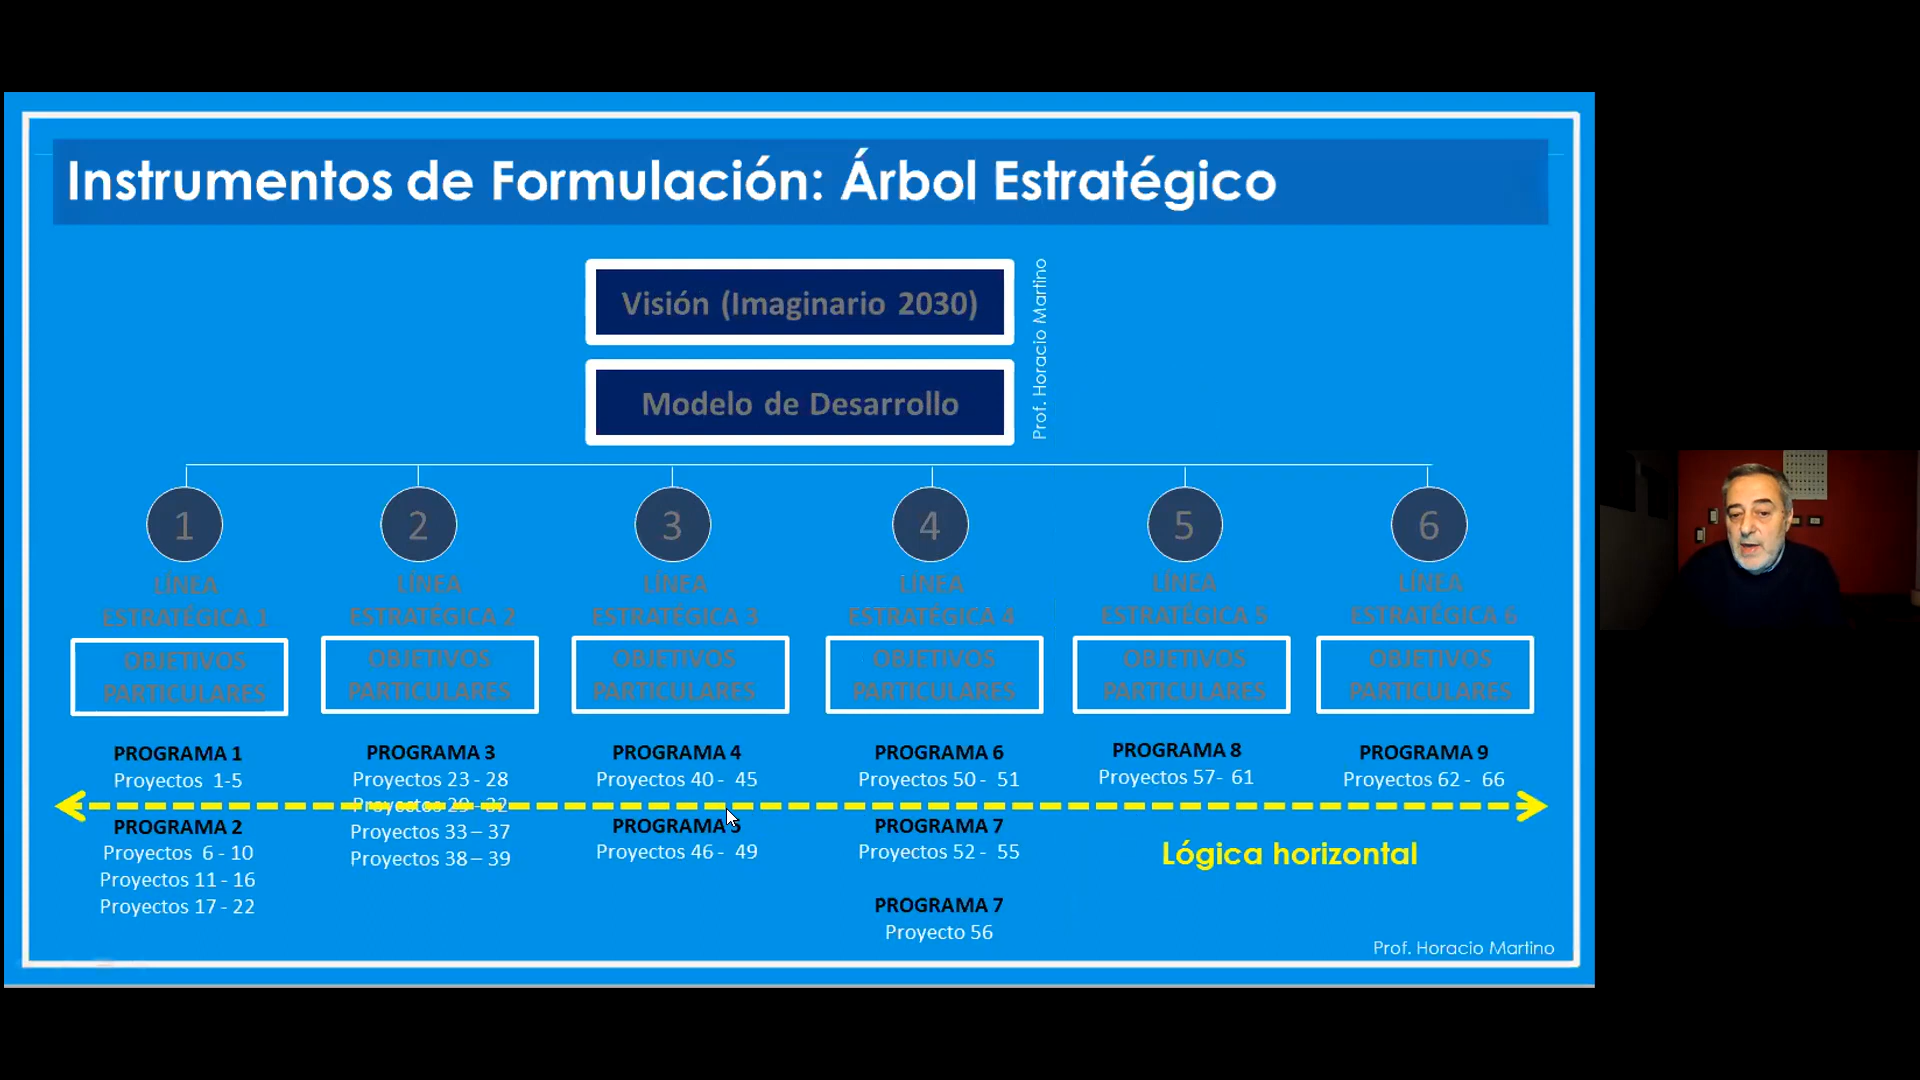 Instrumentos de Formulación: Árbol Estratégico
Visión (Imaginario 2030)
Modelo de Desarrollo
Prof. Horacio Martino
1
LÍNEA
ESTRATÉGICA 1
OBJETIVOS
PARTICULARES
PROGRAMA 1
Proyectos 1-5
PROGRAMA 2
Proyectos 6 - 10
Proyectos 11 - 16
Proyectos 17 - 22
2
LÍNEA
ESTRATÉGICA 2
OBJETIVOS
PARTICULARES
PROGRAMA 3
Proyectos 23 - 28
Proyectos 29 - 32
Proyectos 33 – 37
Proyectos 38 – 39
3
LÍNEA
ESTRATÉGICA 3
OBJETIVOS
PARTICULARES
PROGRAMA 4
Proyectos 40 - 45
PROGRAMA 5
Proyectos 46 - 49
4
LINEA
ESTRATÉGICA 4
OBJETIVOS
PARTICULARES
PROGRAMA 6
Proyectos 50 - 51
PROGRAMA 7
Proyectos 52 - 55
PROGRAMA 7
Proyecto 56
5
LÍNEA
ESTRATÉGICA 5
OBJETIVOS
PARTICULARES
PROGRAMA 8
Proyectos 57- 61
6
LÍNEA
ESTRATÉGICA 6
OBJETIVOS
PARTICULARES
PROGRAMA 9
Proyectos 62 - 66
Lógica horizontal
Prof. Horacio Martino